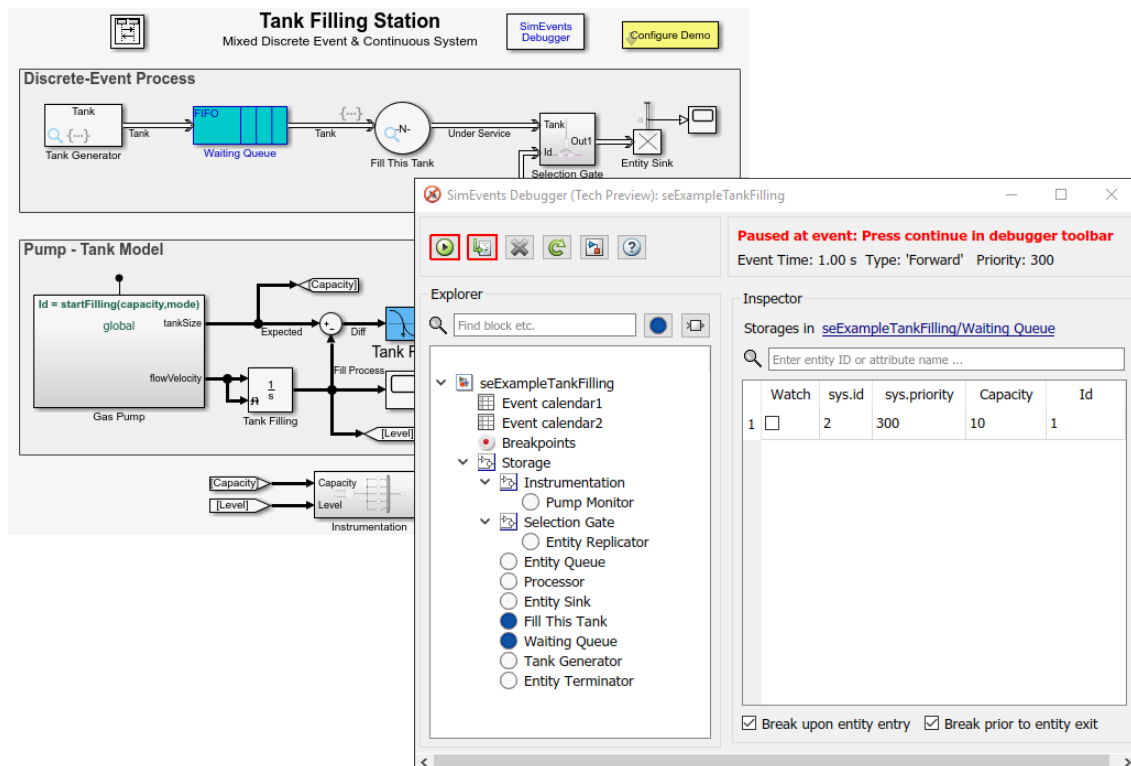 Tank Filling Station
Mixed Discrete Event & Continuous System
SimEvents
Debugger
Configure Demo
Discrete-Event Process
Tank
{···}
Tank Generator
Tank
FIFO
Waiting Queue
{···}
Tank
-N-
Fill This Tank
Under Service
Tank
Out1
Id
Selection Gate
Entity Sink
Pump - Tank Model
Id = startFilling(capacity,mode)
global
tankSize
flowVelocity
Gas Pump
[Capacity]
Expected
Diff
Tank F
Fill Process
1
s
Tank Filling
[Level]
[Capacity]
[Level]
Capacity
Level
Instrumentation
SimEvents Debugger (Tech Preview): seExampleTankFilling
Paused at event: Press continue in debugger toolbar
Event Time: 1.00 s Type: 'Forward' Priority: 300
Explorer
Find block etc.
seExampleTankFilling
Event calendar1
Event calendar2
Breakpoints
Storage
Instrumentation
Pump Monitor
Selection Gate
Entity Replicator
Entity Queue
Processor
Entity Sink
Fill This Tank
Waiting Queue
Tank Generator
Entity Terminator
Inspector
Storages in seExampleTankFilling/Waiting Queue
Enter entity ID or attribute name ...
Watch sys.id sys.priority Capacity Id
1 2 300 10 1
Break upon entity entry Break prior to entity exit